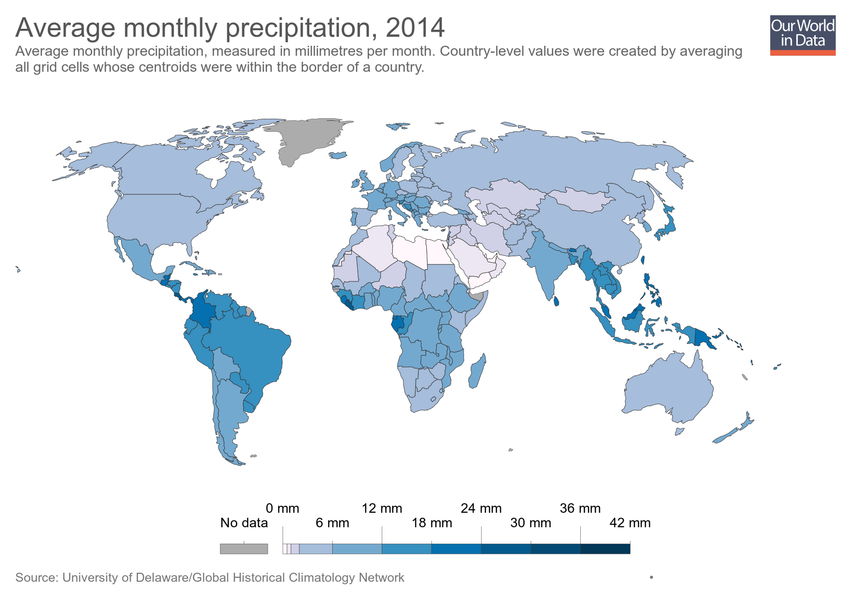 Average monthly precipitation, 2014
Average monthly precipitation, measured in millimetres per month. Country-level values were created by averaging
all grid cells whose centroids were within the border of a country.
Our World
in Data
0 mm
12 mm
24 mm
36 mm
No data
6 mm
18 mm
30 mm
42 mm
Source: University of Delaware/Global Historical Climatology Network